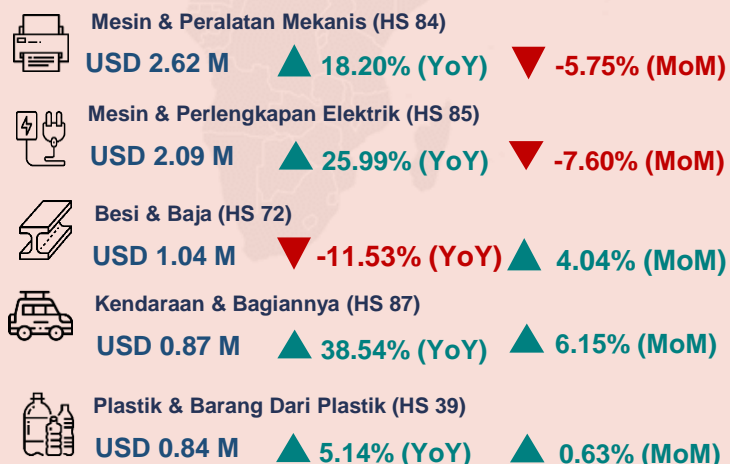 Mesin & Peralatan Mekanis (HS 84)
USD 2.62 M 18.20% (YoY) -5.75% (MoM)
Mesin & Perlengkapan Elektrik (HS 85)
USD 2.09 M 25.99% (YoY) -7.60% (MoM)
Besi & Baja (HS 72)
USD 1.04 M -11.53% (YoY) 4.04% (MoM)
Kendaraan & Bagiannya (HS 87)
USD 0.87 M 38.54% (YoY) 6.15% (MoM)
Plastik & Barang Dari Plastik (HS 39)
USD 0.84 M 5.14% (YoY) 0.63% (MoM)